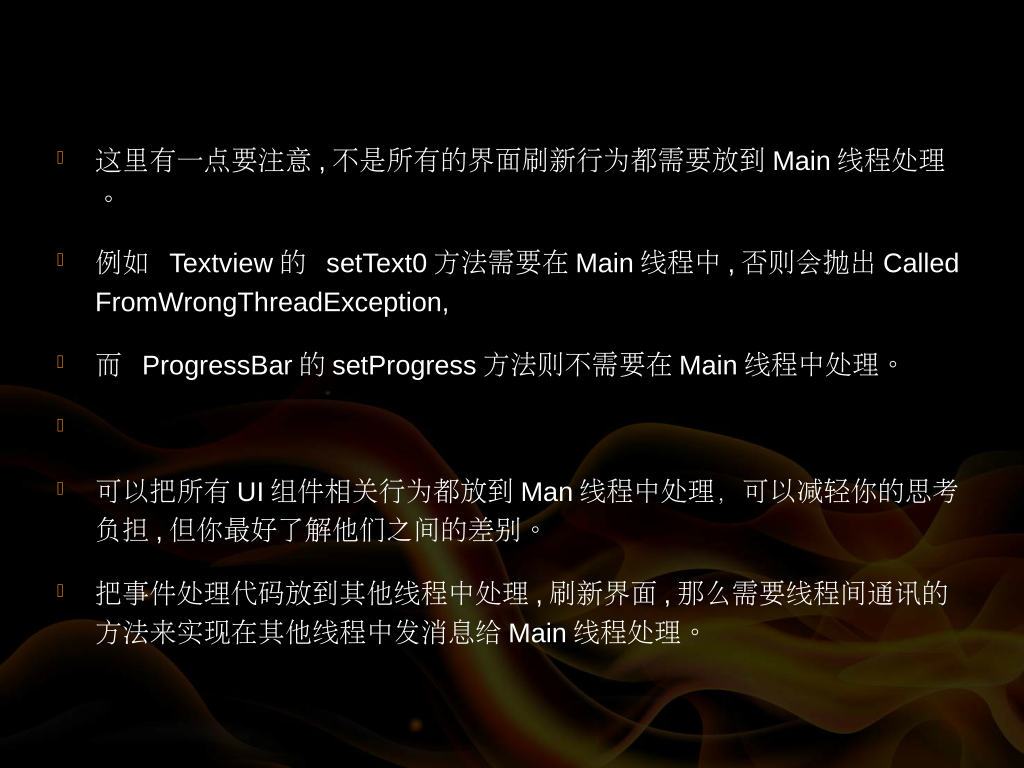 这里有一点要注意 , 不是所有的界面刷新行为都需要放到 Main 线程处理
。
例如 Textview 的 setText0 方法需要在 Main 线程中 , 否则会抛出 Called
FromWrongThreadException,
而 ProgressBar 的 setProgress 方法则不需要在 Main 线程中处理。
可以把所有 UI 组件相关行为都放到 Man 线程中处理，可以减轻你的思考
负担 , 但你最好了解他们之间的差别。
把事件处理代码放到其他线程中处理 , 刷新界面 , 那么需要线程间通讯的
方法来实现在其他线程中发消息给 Main 线程处理。